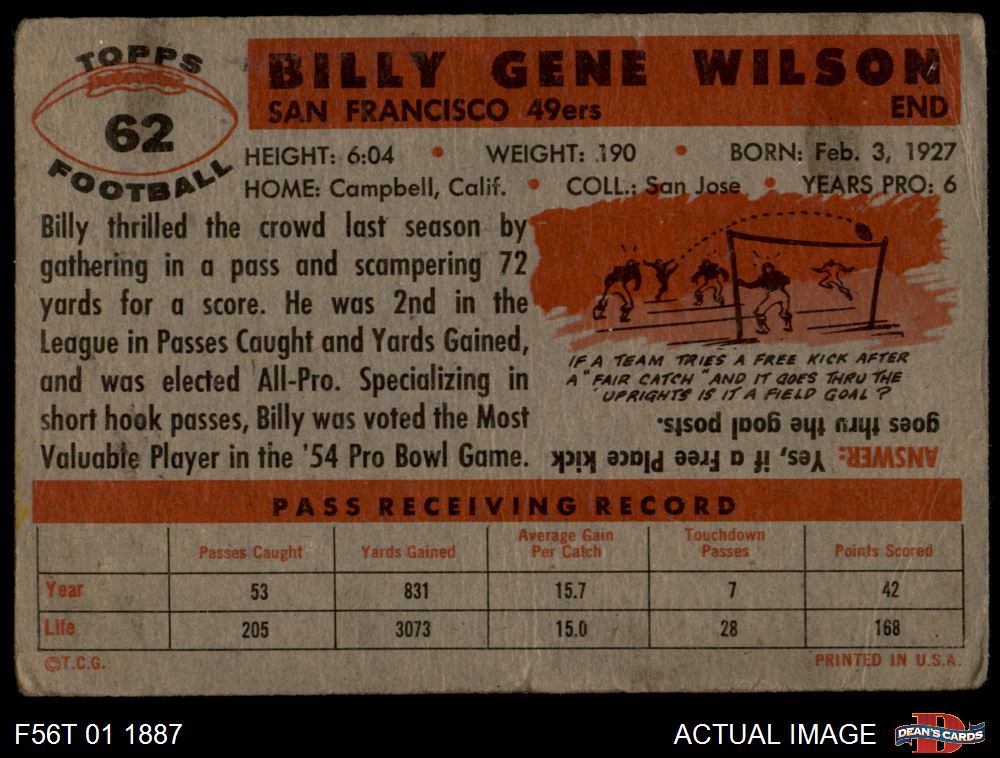 TOPPS
62
FOOTBALL
BILLY GENE WILSON
SAN FRANCISCO 49ers END
HEIGHT: 6:04 • WEIGHT: 190 • BORN: Feb. 3, 1927
HOME: Campbell, Calif. • COLL.: San Jose • YEARS PRO: 6
Billy thrilled the crowd last season by
gathering in a pass and scampering 72
yards for a score. He was 2nd in the
League in Passes Caught and Yards Gained,
and was elected All-Pro. Specializing in
short hook passes, Billy was voted the Most
Valuable Player in the '54 Pro Bowl Game.
IF A TEAM TRIES A FREE KICK AFTER
A "FAIR CATCH" AND IT GOES THRU THE
UPRIGHTS IS IT A FIELD GOAL?
ANSWER: Yes, if a Free Place kick
goes thru the goal posts.
PASS RECEIVING RECORD
Passes Caught Yards Gained Average Gain Per Catch Touchdown Passes Points Scored
Year 53 831 15.7 7 42
Life 205 3073 15.0 28 168
©T.C.G. PRINTED IN U.S.A.
F56T 01 1887 ACTUAL IMAGE DEAN'S CARDS